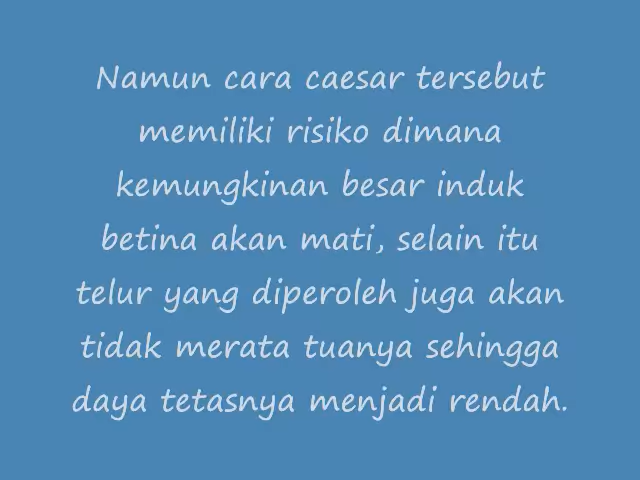 Namun cara caesar tersebut
memiliki risiko dimana
kemungkinan besar induk
betina akan mati, selain itu
telur yang diperoleh juga akan
tidak merata tuanya sehingga
daya tetasnya menjadi rendah.